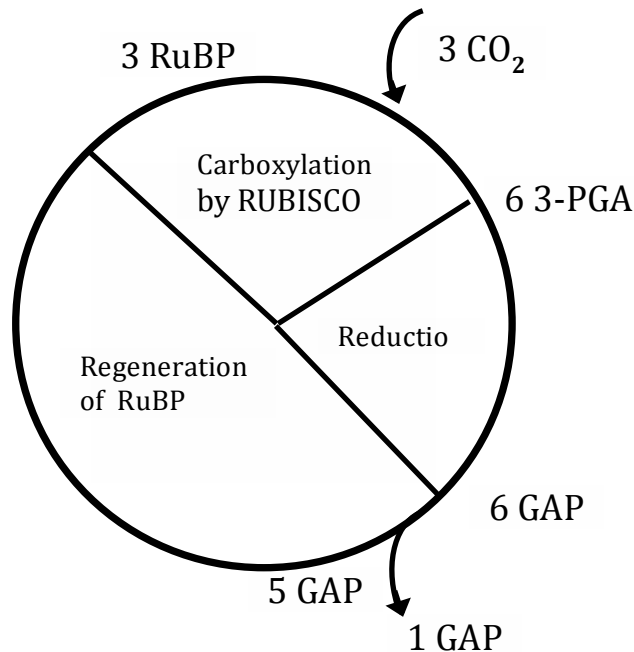 3 RuBP
3 CO₂
Carboxylation
by RUBISCO
6 3-PGA
Reductio
Regeneration
of RuBP
6 GAP
5 GAP
1 GAP